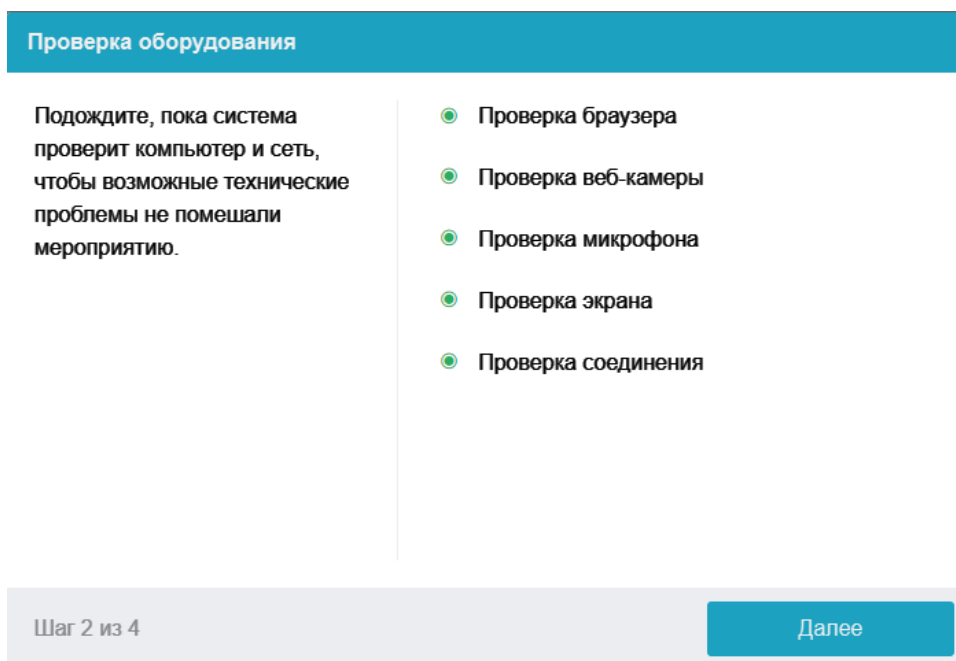 Проверка оборудования
Подождите, пока система
проверит компьютер и сеть,
чтобы возможные технические
проблемы не помешали
мероприятию.
Проверка браузера
Проверка веб-камеры
Проверка микрофона
Проверка экрана
Проверка соединения
Шаг 2 из 4
Далее